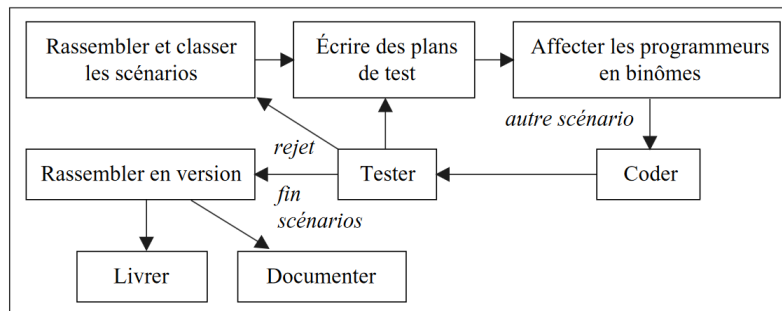 Rassembler et classer
les scénarios
Écrire des plans
de test
Affecter les programmeurs
en binômes
autre scénario
rejet
Rassembler en version
Tester
Coder
fin
scénarios
Livrer
Documenter